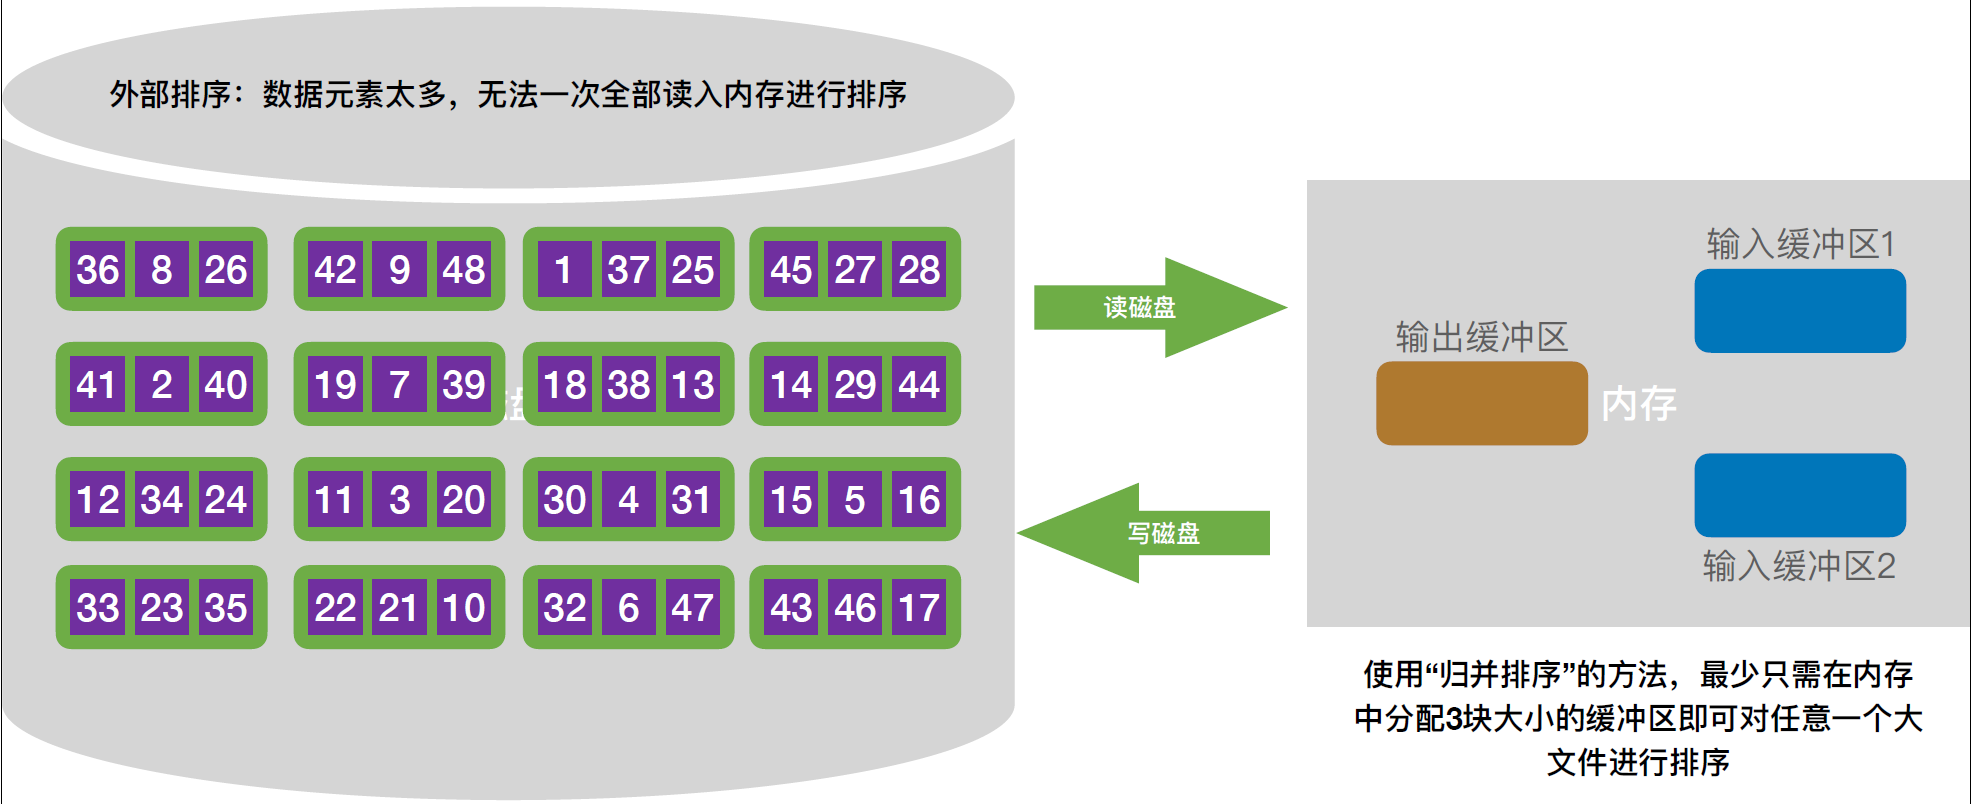 外部排序：数据元素太多，无法一次全部读入内存进行排序
36 8 26 42 9 48 1 37 25 45 27 28
41 2 40 19 7 39 18 38 13 14 29 44
盘
12 34 24 11 3 20 30 4 31 15 5 16
33 23 35 22 21 10 32 6 47 43 46 17
读磁盘
写磁盘
输入缓冲区1
输出缓冲区
内存
输入缓冲区2
使用“归并排序”的方法，最少只需在内存
中分配3块大小的缓冲区即可对任意一个大
文件进行排序